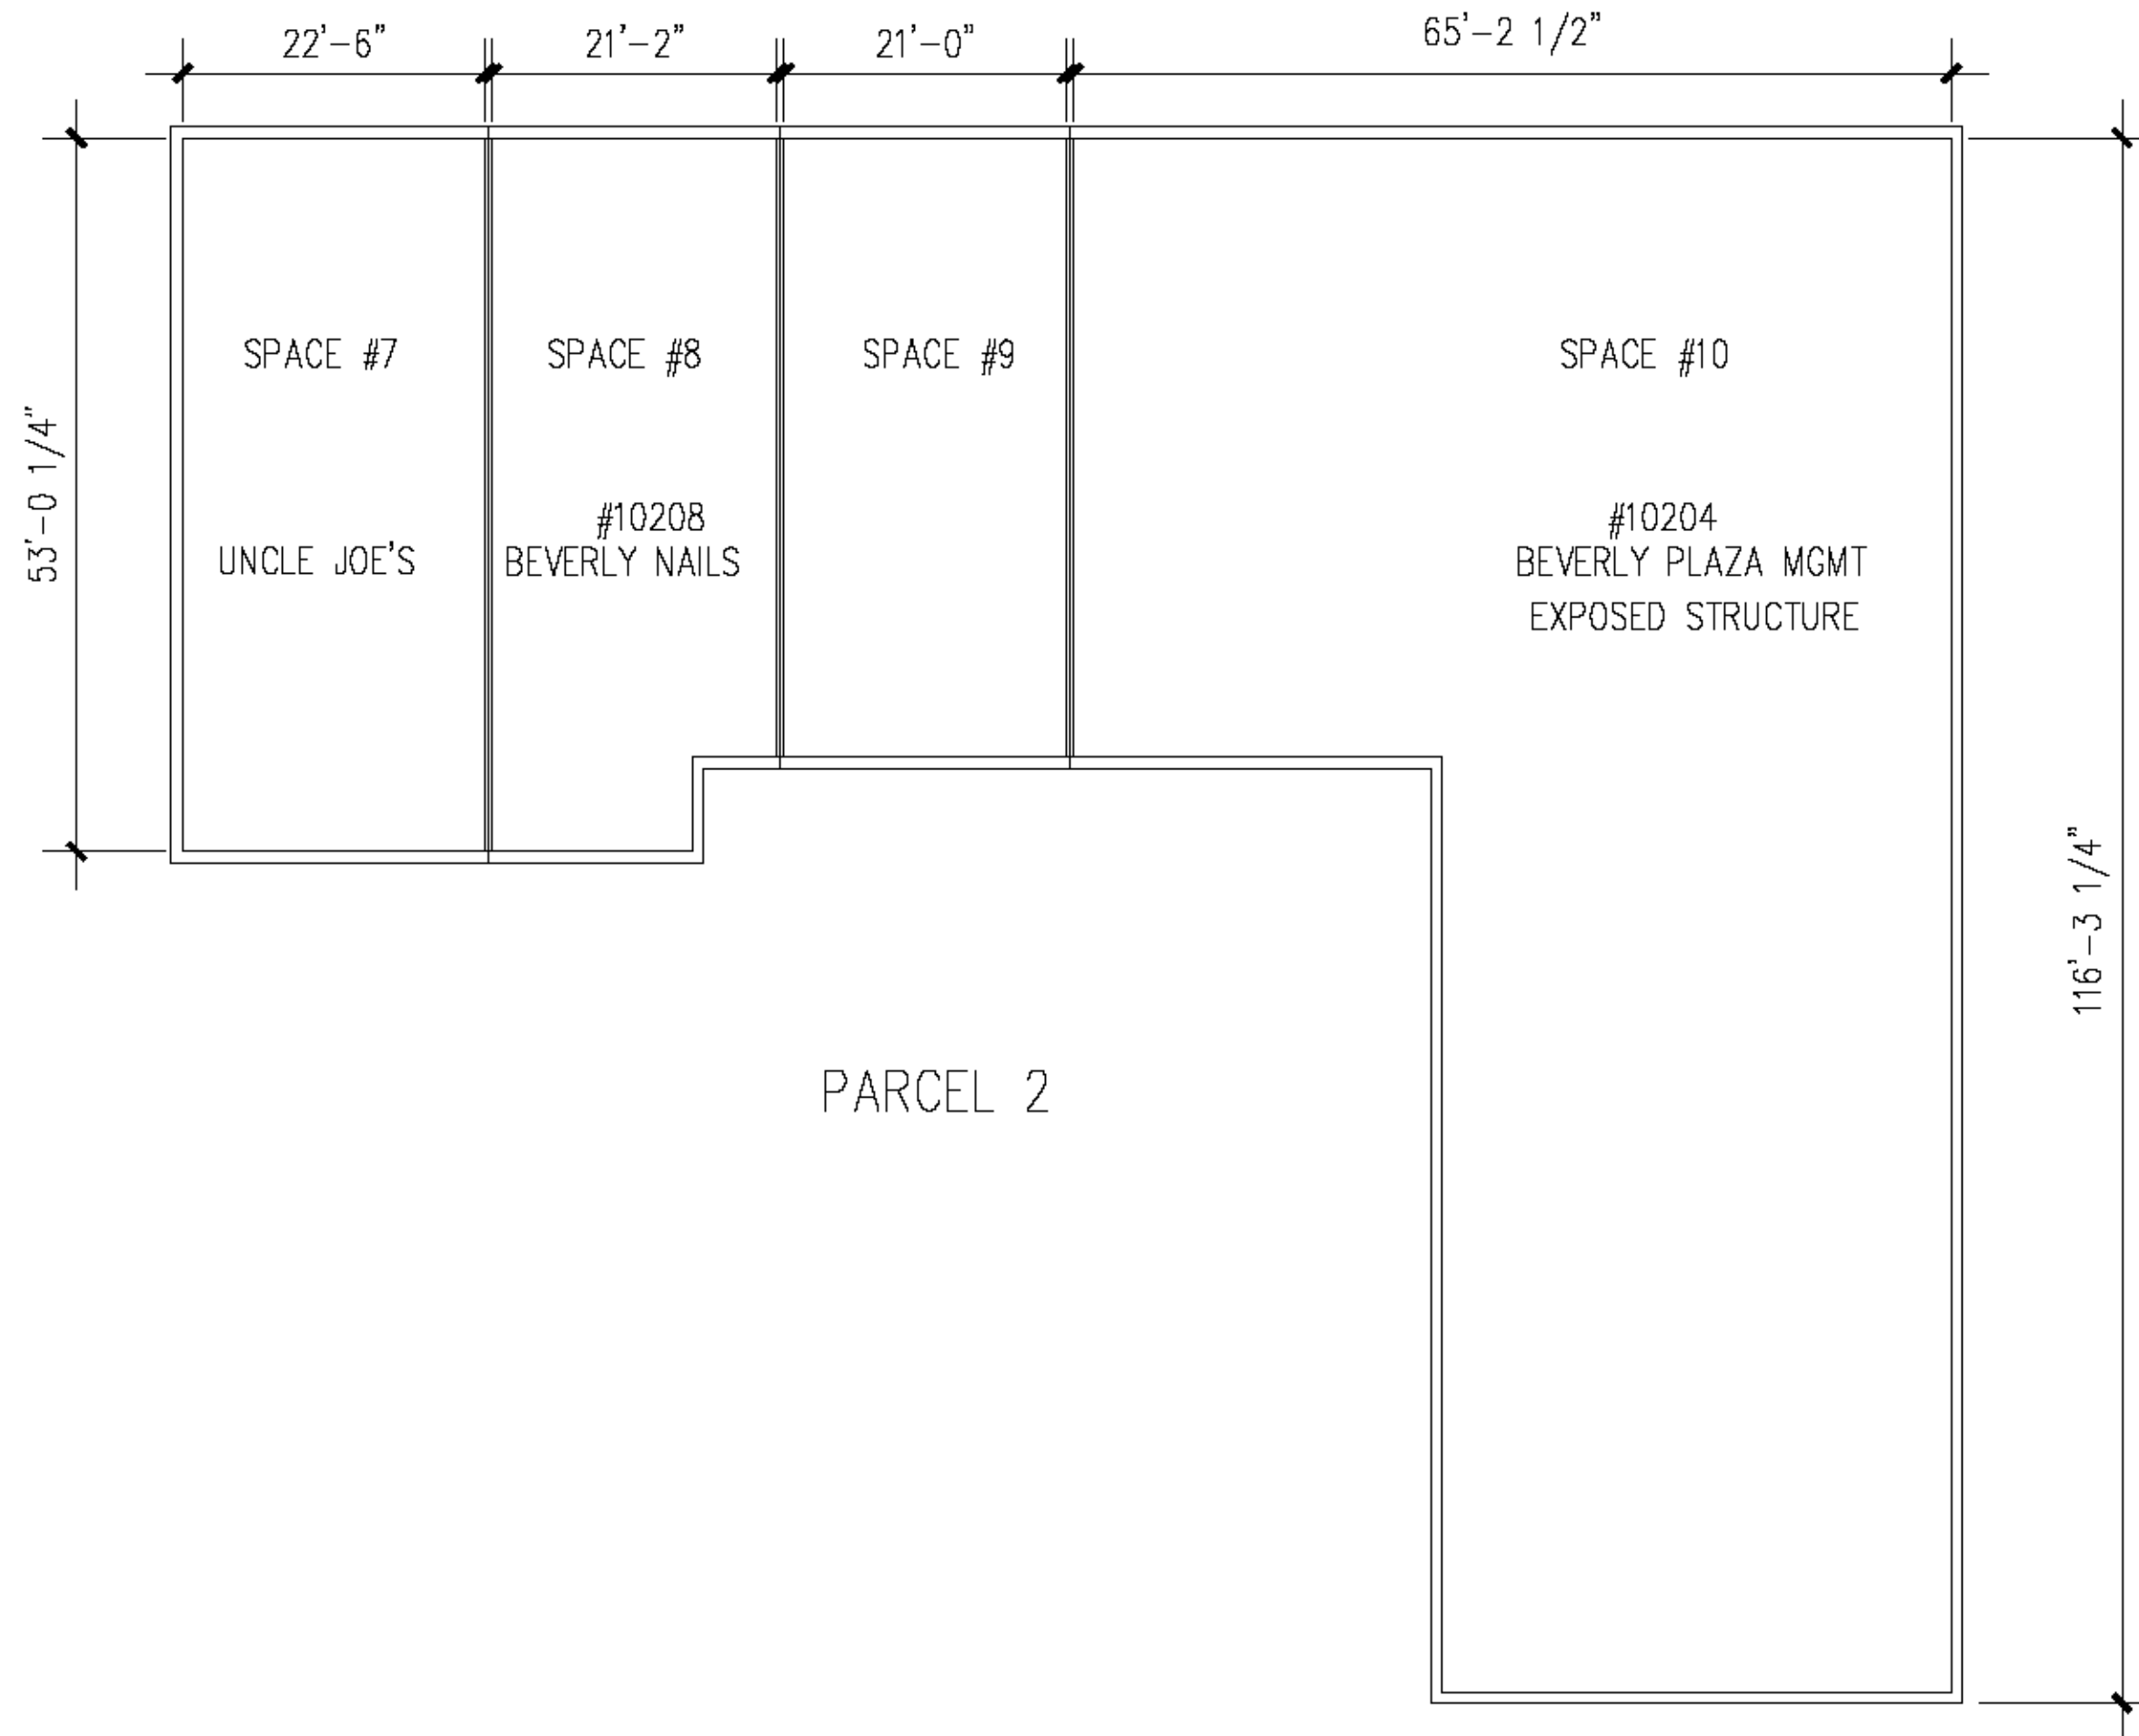 22'-6" 21'-2" 21'-0" 65'-2 1/2"
SPACE #7 SPACE #8 SPACE #9 SPACE #10
53'-0 1/4"
#10208 #10204
UNCLE JOE'S BEVERLY NAILS BEVERLY PLAZA MGMT
EXPOSED STRUCTURE
116'-3 1/4"
PARCEL 2